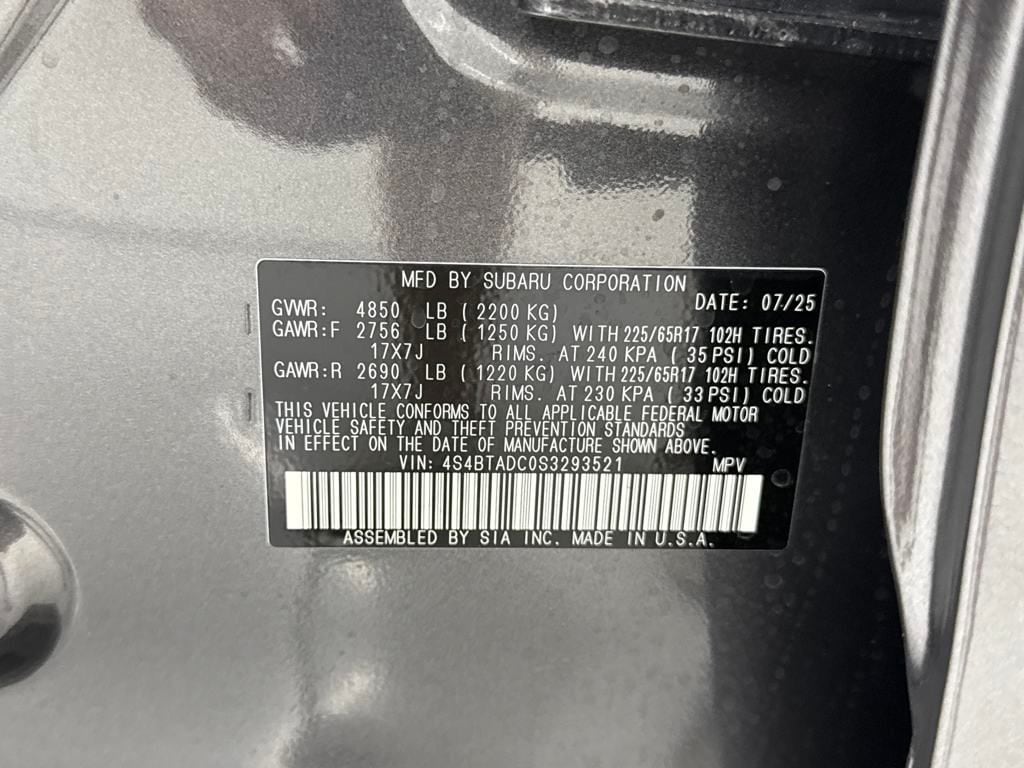 MFD BY SUBARU CORPORATION
DATE: 07/25
GVWR: 4850 LB (2200 KG)
GAWR:F 2756 LB (1250 KG) WITH 225/65R17 102H TIRES.
17X7J RIMS. AT 240 KPA (35 PSI) COLD
GAWR:R 2690 LB (1220 KG) WITH 225/65R17 102H TIRES.
17X7J RIMS. AT 230 KPA (33 PSI) COLD
THIS VEHICLE CONFORMS TO ALL APPLICABLE FEDERAL MOTOR
VEHICLE SAFETY AND THEFT PREVENTION STANDARDS
IN EFFECT ON THE DATE OF MANUFACTURE SHOWN ABOVE.
VIN: 4S4BTADC0S3293521 MPV
ASSEMBLED BY SIA INC. MADE IN U.S.A.